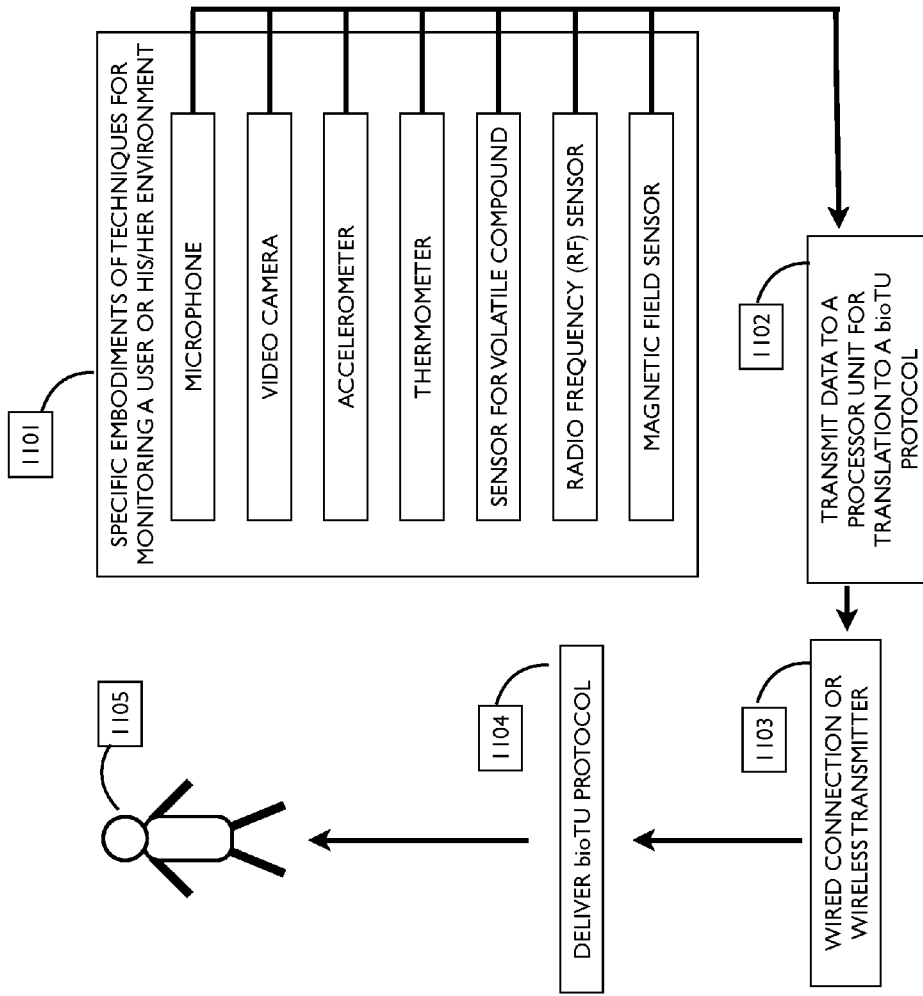 1101
SPECIFIC EMBODIMENTS OF TECHNIQUES FOR
MONITORING A USER OR HIS/HER ENVIRONMENT
MICROPHONE
VIDEO CAMERA
ACCELEROMETER
THERMOMETER
SENSOR FOR VOLATILE COMPOUND
RADIO FREQUENCY (RF) SENSOR
MAGNETIC FIELD SENSOR
1102
TRANSMIT DATA TO A
PROCESSOR UNIT FOR
TRANSLATION TO A bioTU
PROTOCOL
1103
WIRED CONNECTION OR
WIRELESS TRANSMITTER
1104
DELIVER bioTU PROTOCOL
1105